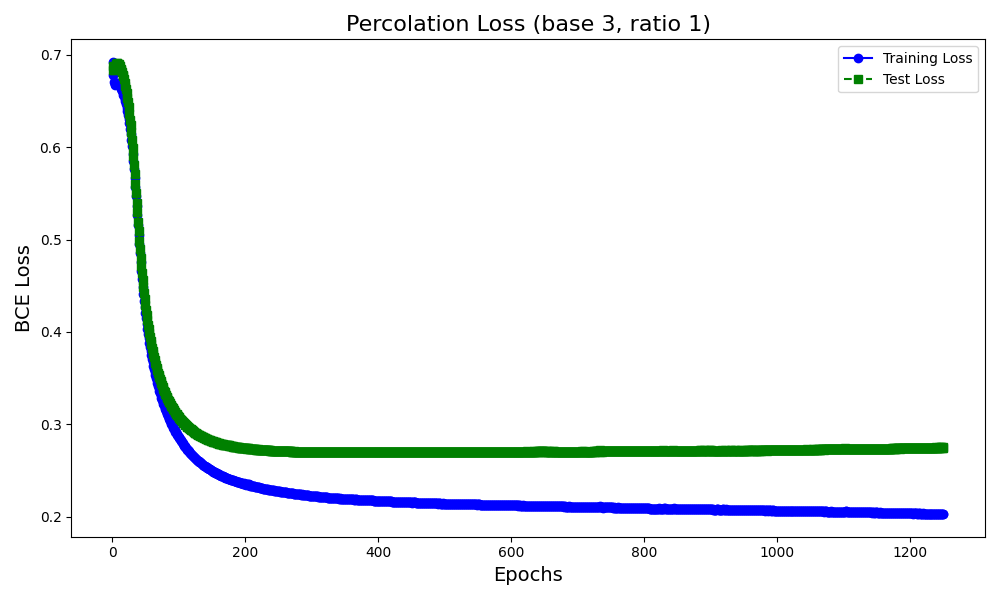 Percolation Loss (base 3, ratio 1)
Training Loss
Test Loss
BCE Loss
0.7
0.6
0.5
0.4
0.3
0.2
0 200 400 600 800 1000 1200
Epochs